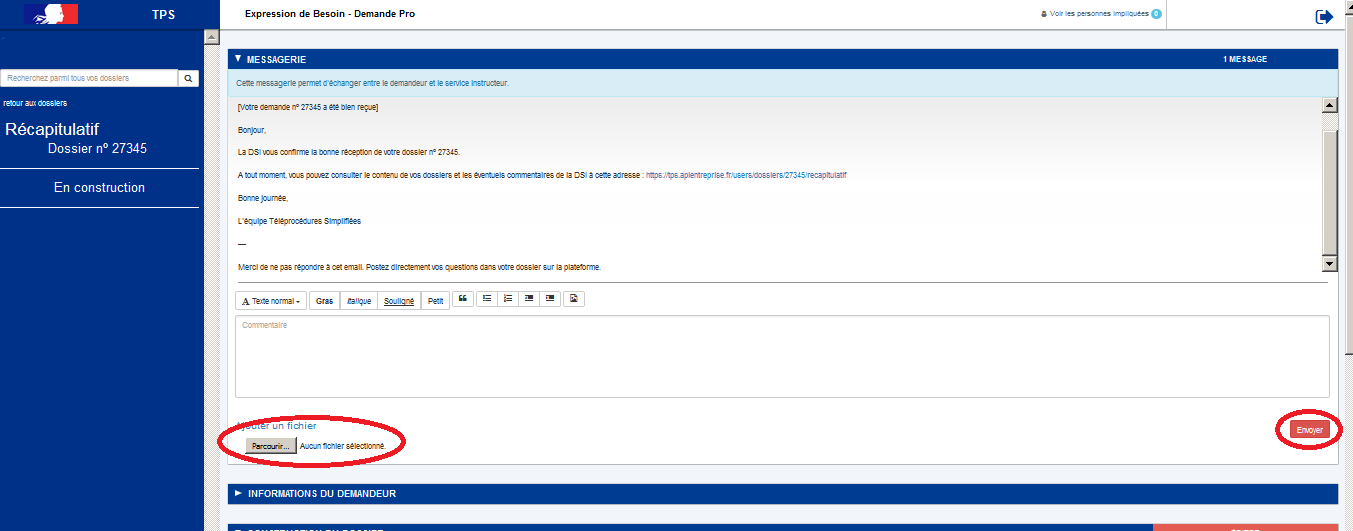 TPS
Expression de Besoin - Demande Pro
Voir les personnes impliquées 0
Recherchez parmi tous vos dossiers
retour aux dossiers
Récapitulatif
Dossier nº 27345
En construction
MESSAGERIE
1 MESSAGE
Cette messagerie permet d'échanger entre le demandeur et le service instructeur.
[Votre demande nº 27345 a été bien reçue]
Bonjour,
La DSI vous confirme la bonne réception de votre dossier nº 27345.
A tout moment, vous pouvez consulter le contenu de vos dossiers et les éventuels commentaires de la DSI à cette adresse : https://tps.apientreprise.fr/users/dossiers/27345/recapitulatif
Bonne journée,
L'équipe Téléprocédures Simplifiées
—
Merci de ne pas répondre à cet email. Postez directement vos questions dans votre dossier sur la plateforme.
A Texte normal Gras Italique Souligné Petit
Commentaire
Ajouter un fichier
Parcourir... Aucun fichier sélectionné.
Envoyer
INFORMATIONS DU DEMANDEUR
CONSTRUCTION DU DOSSIER